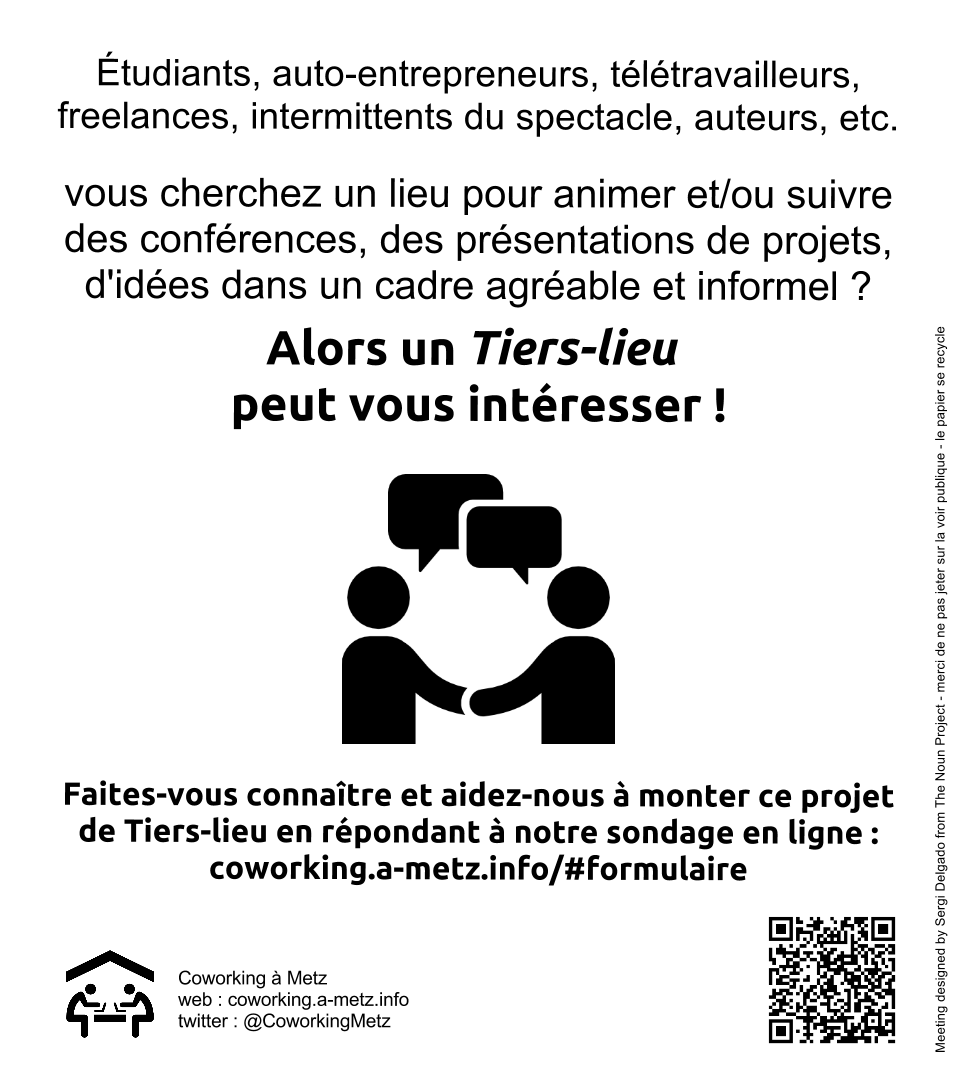 Étudiants, auto-entrepreneurs, télétravailleurs,
freelances, intermittents du spectacle, auteurs, etc.
vous cherchez un lieu pour animer et/ou suivre
des conférences, des présentations de projets,
d'idées dans un cadre agréable et informel ?
Alors un Tiers-lieu
peut vous intéresser !
Faites-vous connaître et aidez-nous à monter ce projet
de Tiers-lieu en répondant à notre sondage en ligne :
coworking.a-metz.info/#formulaire
Coworking à Metz
web : coworking.a-metz.info
twitter : @CoworkingMetz
Meeting designed by Sergi Delgado from The Noun Project - merci de ne pas jeter sur la voir publique - le papier se recycle